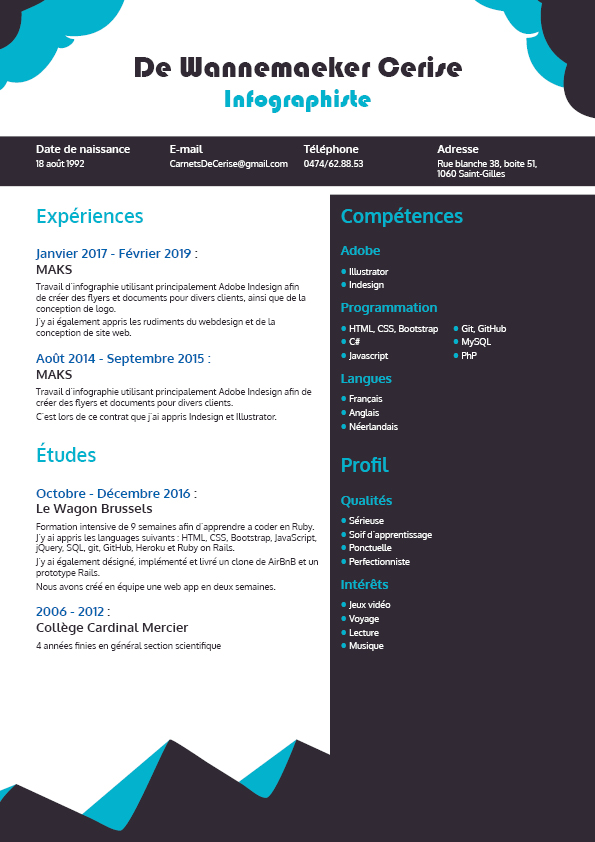 De Wannemaeker Cerise
Infographiste
Date de naissance
18 août 1992
E-mail
CarnetsDeCerise@gmail.com
Téléphone
0474/62.88.53
Adresse
Rue blanche 38, boite 51,
1060 Saint-Gilles
Expériences
Janvier 2017 - Février 2019 :
MAKS
Travail d'infographie utilisant principalement Adobe Indesign afin
de créer des flyers et documents pour divers clients, ainsi que de la
conception de logo.
J'y ai également appris les rudiments du webdesign et de la
conception de site web.
Août 2014 - Septembre 2015 :
MAKS
Travail d'infographie utilisant principalement Adobe Indesign afin de
créer des flyers et documents pour divers clients.
C'est lors de ce contrat que j'ai appris Indesign et Illustrator.
Études
Octobre - Décembre 2016 :
Le Wagon Brussels
Formation intensive de 9 semaines afin d'apprendre a coder en Ruby.
J'y ai appris les langages suivants : HTML, CSS, Bootstrap, JavaScript,
jQuery, SQL, git, GitHub, Heroku et Ruby on Rails.
J'y ai également désigné, implémenté et livré un clone de AirBnB et un
prototype Rails.
Nous avons créé en équipe une web app en deux semaines.
2006 - 2012 :
Collège Cardinal Mercier
4 années finies en général section scientifique
Compétences
Adobe
• Illustrator
• Indesign
Programmation
• HTML, CSS, Bootstrap
• C#
• Javascript
• Git, GitHub
• MySQL
• PhP
Langues
• Français
• Anglais
• Néerlandais
Profil
Qualités
• Sérieuse
• Soif d'apprentissage
• Ponctuelle
• Perfectionniste
Intérêts
• Jeux vidéo
• Voyage
• Lecture
• Musique